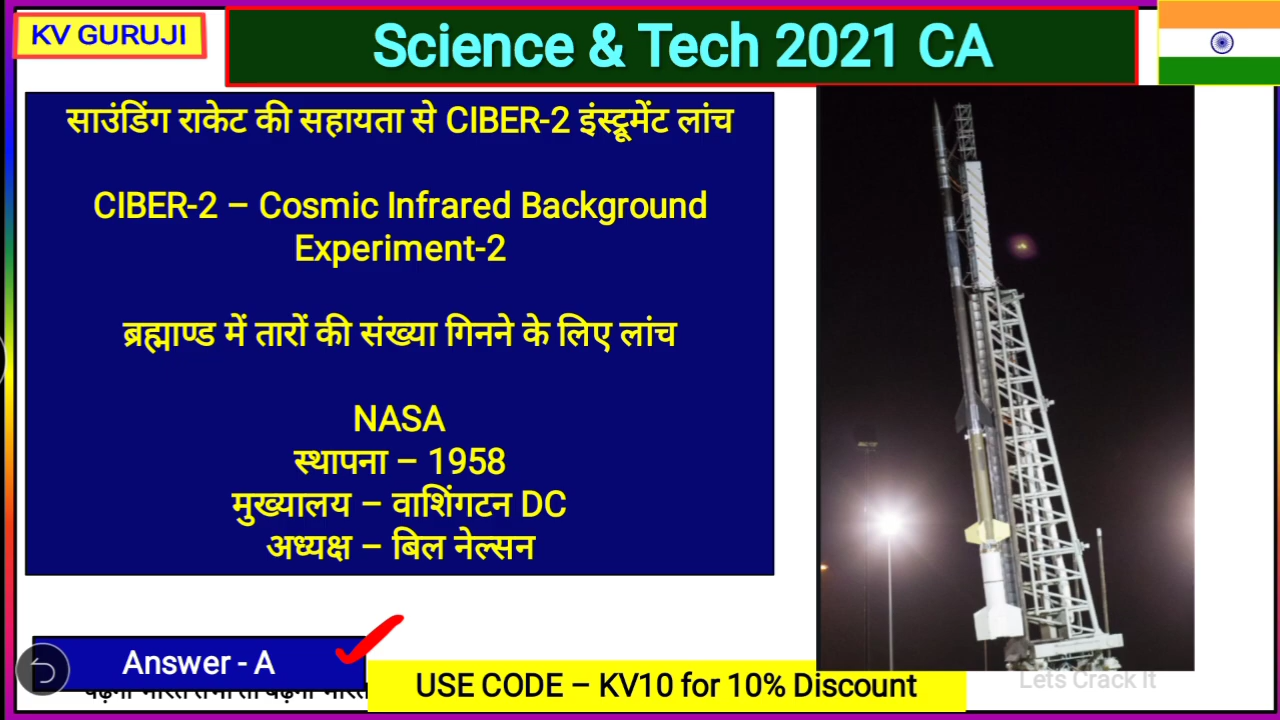 KV GURUJI
Science & Tech 2021 CA
साउंडिंग राकेट की सहायता से CIBER-2 इंस्ट्रूमेंट लांच
CIBER-2 – Cosmic Infrared Background
Experiment-2
ब्रह्माण्ड में तारों की संख्या गिनने के लिए लांच
NASA
स्थापना – 1958
मुख्यालय – वाशिंगटन DC
अध्यक्ष – बिल नेल्सन
Answer - A
USE CODE – KV10 for 10% Discount
Lets Crack It